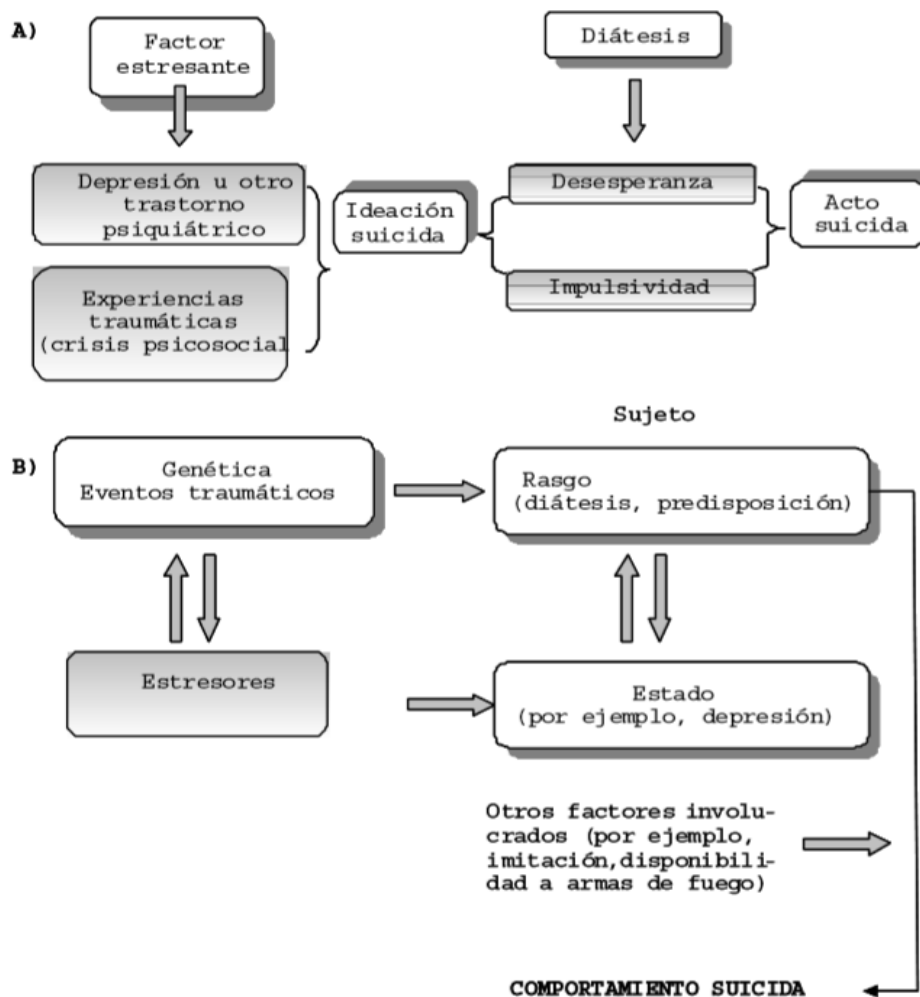 A)
Factor
estresante
Diátesis
Depresión u otro
trastorno
psiquiátrico
Experiencias
traumáticas
(crisis psicosocial
Ideación
suicida
Desesperanza
Impulsividad
Acto
suicida
Sujeto
B)
Genética
Eventos traumáticos
Rasgo
(diátesis, predisposición)
Estresores
Estado
(por ejemplo, depresión)
Otros factores involu-
crados (por ejemplo,
imitación,disponibili-
dad a armas de fuego)
COMPORTAMIENTO SUICIDA